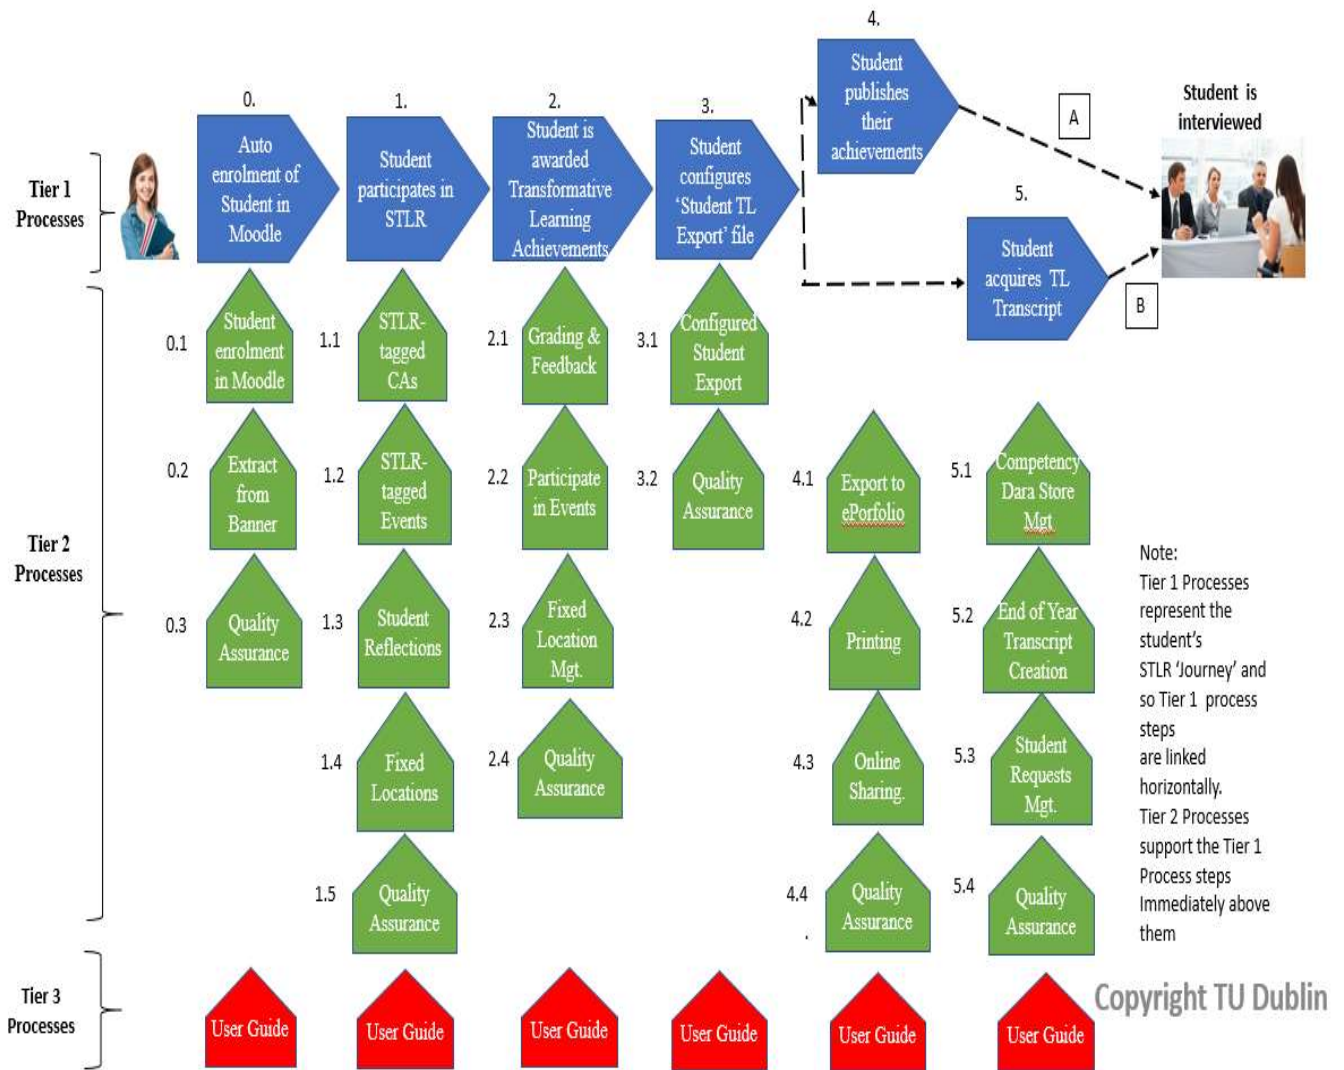 4.
Student
publishes
their
achievements
A
Student is
interviewed
0.
Auto
enrolment of
Student in
Moodle
1.
Student
participates in
STLR
2.
Student is
awarded
Transformative
Learning
Achievements
3.
Student
configures
‘Student TL
Export’ file
5.
Student
acquires TL
Transcript
B
Tier 1
Processes
0.1
Student
enrolment
in Moodle
1.1
STLR-
tagged
CAs
2.1
Grading &
Feedback
3.1
Configured
Student
Export
0.2
Extract
from
Banner
1.2
STLR-
tagged
Events
2.2
Participate
in Events
3.2
Quality
Assurance
4.1
Export to
ePorfolio
5.1
Competency
Dara Store
Mgt
Tier 2
Processes
0.3
Quality
Assurance
1.3
Student
Reflections
2.3
Fixed
Location
Mgt.
4.2
Printing
5.2
End of Year
Transcript
Creation
1.4
Fixed
Locations
2.4
Quality
Assurance
4.3
Online
Sharing.
5.3
Student
Requests
Mgt.
1.5
Quality
Assurance
4.4
.
Quality
Assurance
5.4
Quality
Assurance
Note:
Tier 1 Processes
represent the
student’s
STLR ‘Journey’ and
so Tier 1 process
steps
are linked
horizontally.
Tier 2 Processes
support the Tier 1
Process steps
Immediately above
them
Tier 3
Processes
User Guide
User Guide
User Guide
User Guide
User Guide
User Guide
Copyright TU Dublin